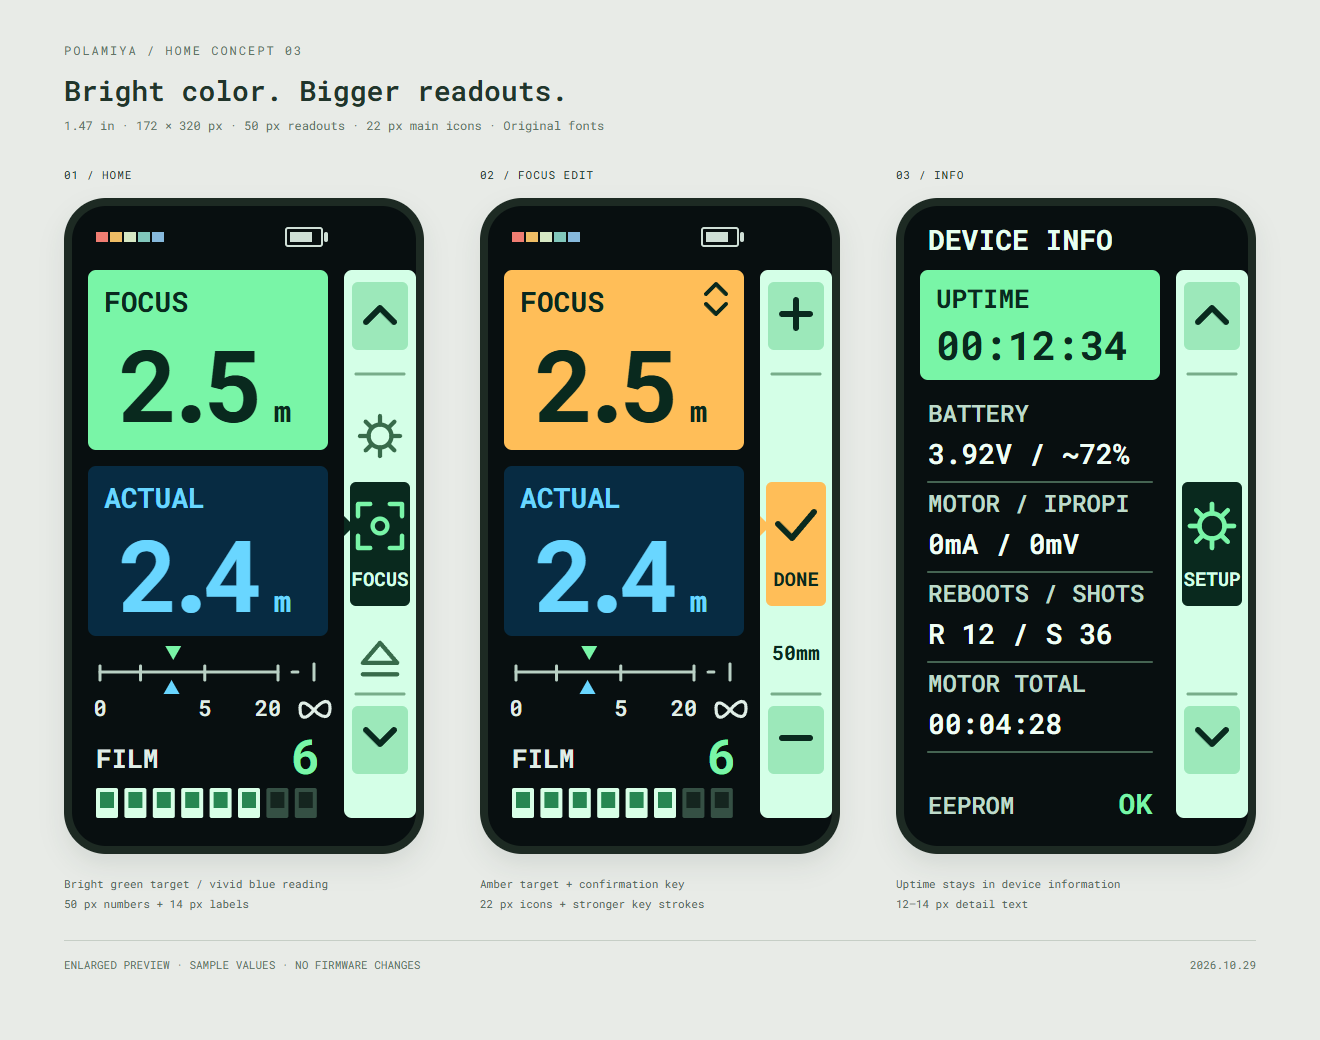 POLAMIYA / HOME CONCEPT 03
Bright color. Bigger readouts.
1.47 in · 172 × 320 px · 50 px readouts · 22 px main icons · Original fonts
01 / HOME
FOCUS
2.5 m
FOCUS
ACTUAL
2.4 m
0 5 20 ∞
FILM 6
Bright green target / vivid blue reading
50 px numbers + 14 px labels
02 / FOCUS EDIT
FOCUS
2.5 m
DONE
ACTUAL
2.4 m
50mm
0 5 20 ∞
FILM 6
Amber target + confirmation key
22 px icons + stronger key strokes
03 / INFO
DEVICE INFO
UPTIME
00:12:34
BATTERY
3.92V / ~72%
MOTOR / IPROPI
0mA / 0mV
SETUP
REBOOTS / SHOTS
R 12 / S 36
MOTOR TOTAL
00:04:28
EEPROM OK
Uptime stays in device information
12–14 px detail text
ENLARGED PREVIEW · SAMPLE VALUES · NO FIRMWARE CHANGES
2026.10.29